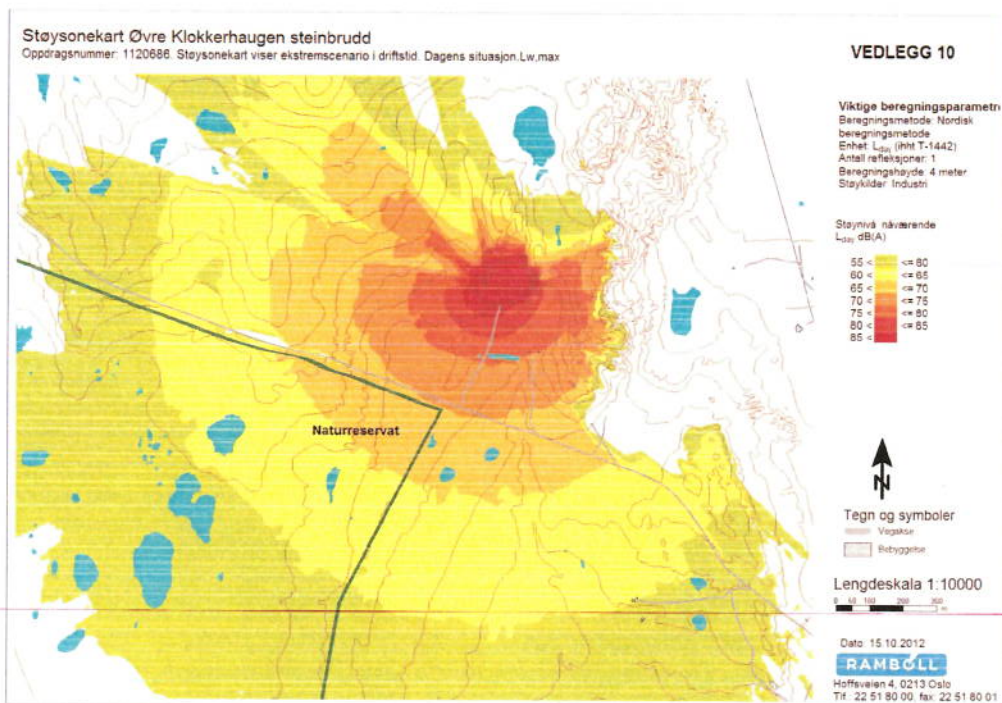 Støysonekart Øvre Klokkerhaugen steinbrudd
Oppdragsnummer: 1120686. Støysonekart viser ekstremscenario i driftstid. Dagens situasjon.Lw,max
VEDLEGG 10
Viktige beregningsparametre
Beregningsmetode: Nordisk
beregningsmetode
Enhet: Lden (ihht T-1442)
Antall refleksjoner: 1
Beregningshøyde: 4 meter
Støykilder: Industri
Støynivå nåværende
Lden dB(A)
55 < <= 60
60 < <= 65
65 < <= 70
70 < <= 75
75 < <= 80
80 < <= 85
85 <
Naturreservat
N
Tegn og symboler
Vegakse
Bebyggelse
Lengdeskala 1:10000
0 50 100 200 300
m
Dato: 15.10.2012
RAMBOLL
Hoffsveien 4, 0213 Oslo
Tlf.: 22 51 80 00, fax: 22 51 80 01